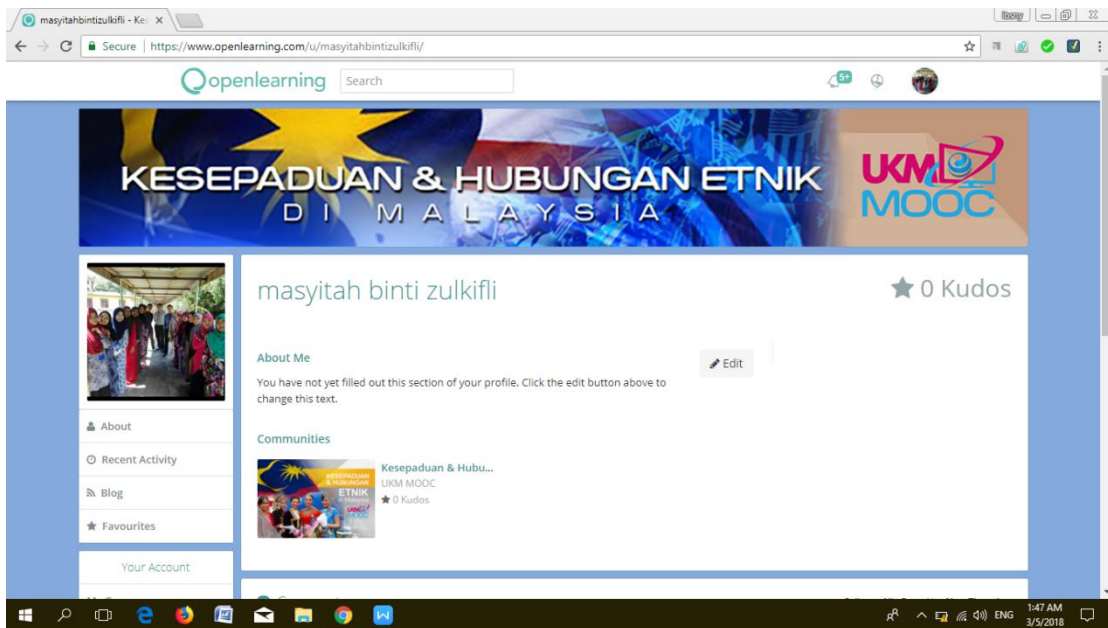 masyitahbintizulkifli - Kes
Secure | https://www.openlearning.com/u/masyitahbintizulkifli/
openlearning
Search
5+
KESEPADUAN & HUBUNGAN ETNIK
DI MALAYSIA
UKM
MOOC
masyitah binti zulkifli
0 Kudos
About Me
Edit
You have not yet filled out this section of your profile. Click the edit button above to
change this text.
About
Recent Activity
Blog
Favourites
Communities
KESEPADUAN
& HUBUNGAN
ETNIK
Kesepaduan & Hubu...
UKM MOOC
0 Kudos
Your Account
ENG
1:47 AM
3/5/2018